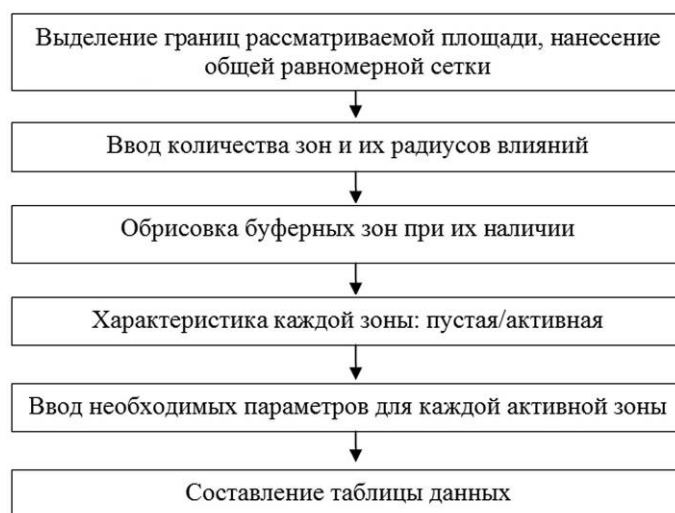 Выделение границ рассматриваемой площади, нанесение
общей равномерной сетки
Ввод количества зон и их радиусов влияний
Обрисовка буферных зон при их наличии
Характеристика каждой зоны: пустая/активная
Ввод необходимых параметров для каждой активной зоны
Составление таблицы данных